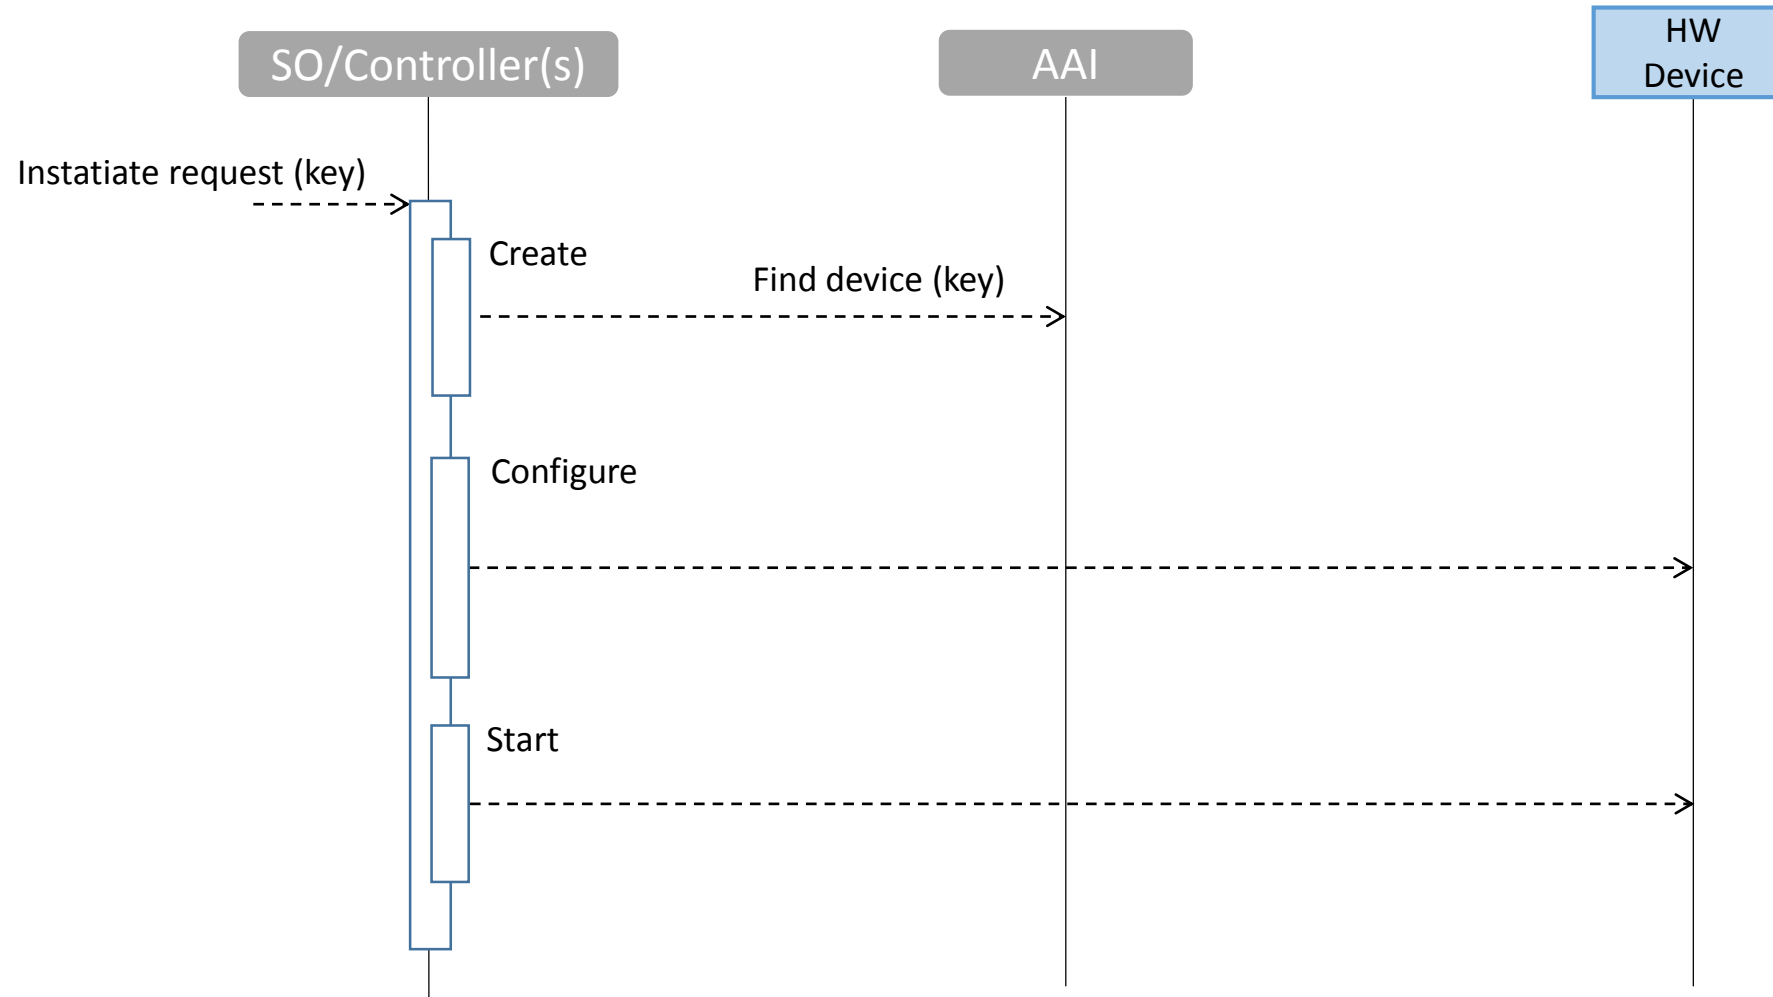 SO/Controller(s)
AAI
HW
Device
Instatiate request (key)
Create
Find device (key)
Configure
Start